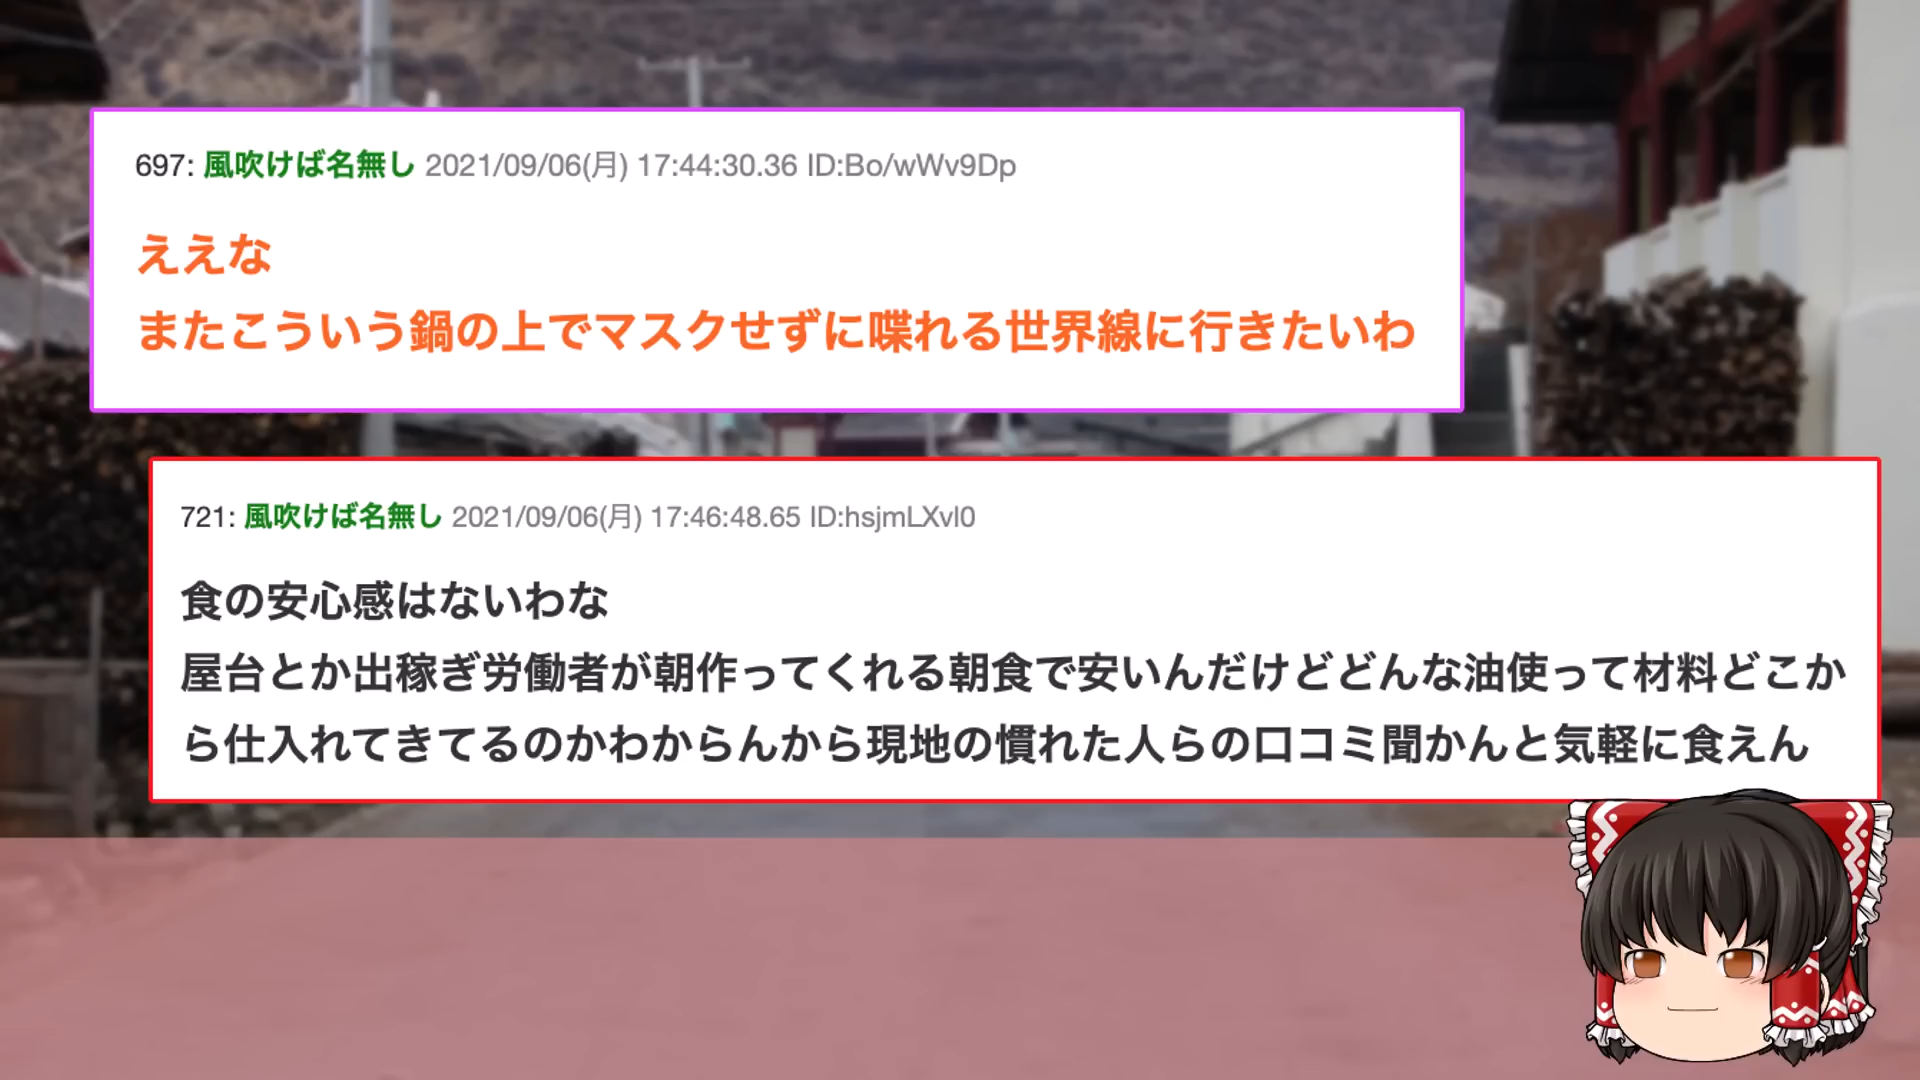 697: 風吹けば名無し 2021/09/06(月) 17:44:30.36 ID:Bo/wWv9Dp
ええな
またこういう鍋の上でマスクせずに喋れる世界線に行きたいわ
721: 風吹けば名無し 2021/09/06(月) 17:46:48.65 ID:hsjmLXvl0
食の安心感はないわな
屋台とか出稼ぎ労働者が朝作ってくれる朝食で安いんだけどどんな油使って材料どこか
ら仕入れてきてるのかわからんから現地の慣れた人らの口コミ聞かんと気軽に食えん